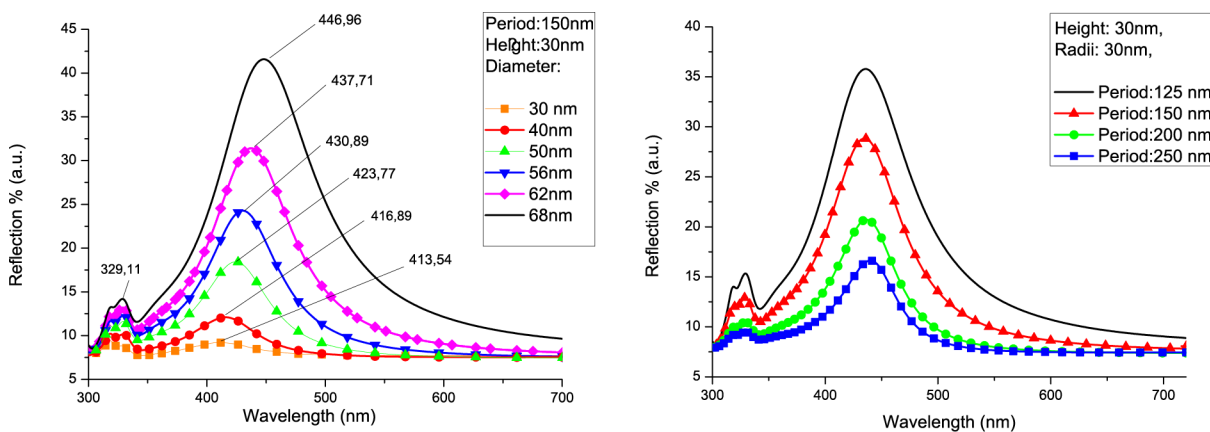 446,96
Period:150nm
Height:30nm
Diameter:
30 nm
40nm
50nm
56nm
62nm
68nm
437,71
430,89
423,77
416,89
413,54
329,11
45
40
35
30
25
20
15
10
5
300 400 500 600 700
Reflection % (a.u.)
Wavelength (nm)
Height: 30nm,
Radii: 30nm,
Period:125 nm
Period:150 nm
Period:200 nm
Period:250 nm
40
35
30
25
20
15
10
5
300 400 500 600 700
Reflection % (a.u.)
Wavelength (nm)